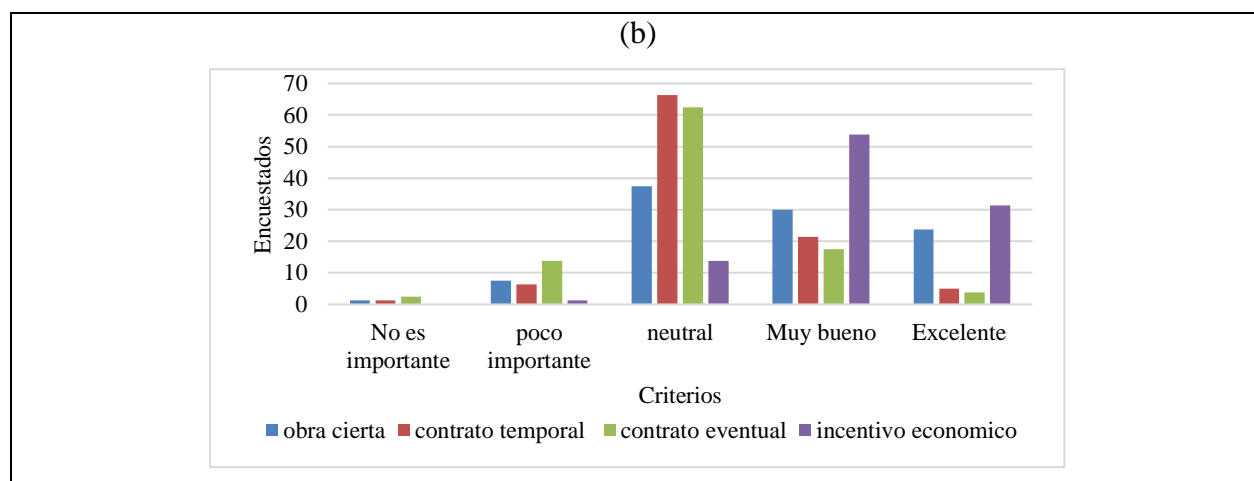 (b)
70
60
50
40
30
20
10
0
Encuestados
No es
importante
poco
importante
neutral
Muy bueno
Excelente
Criterios
obra cierta
contrato temporal
contrato eventual
incentivo economico